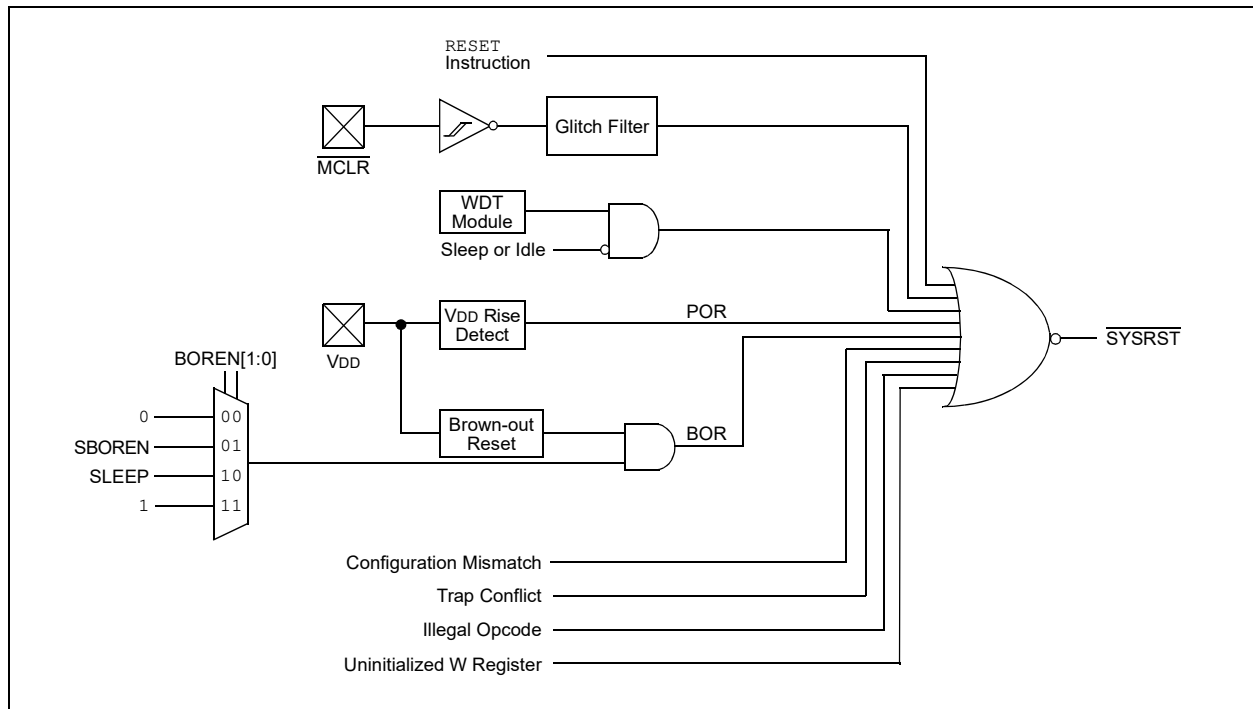 RESET
Instruction
Glitch Filter
MCLR
WDT
Module
Sleep or Idle
VDD Rise
Detect
POR
SYSRST
VDD
BOREN[1:0]
0
00
Brown-out
Reset
BOR
SBOREN
01
SLEEP
10
1
11
Configuration Mismatch
Trap Conflict
Illegal Opcode
Uninitialized W Register